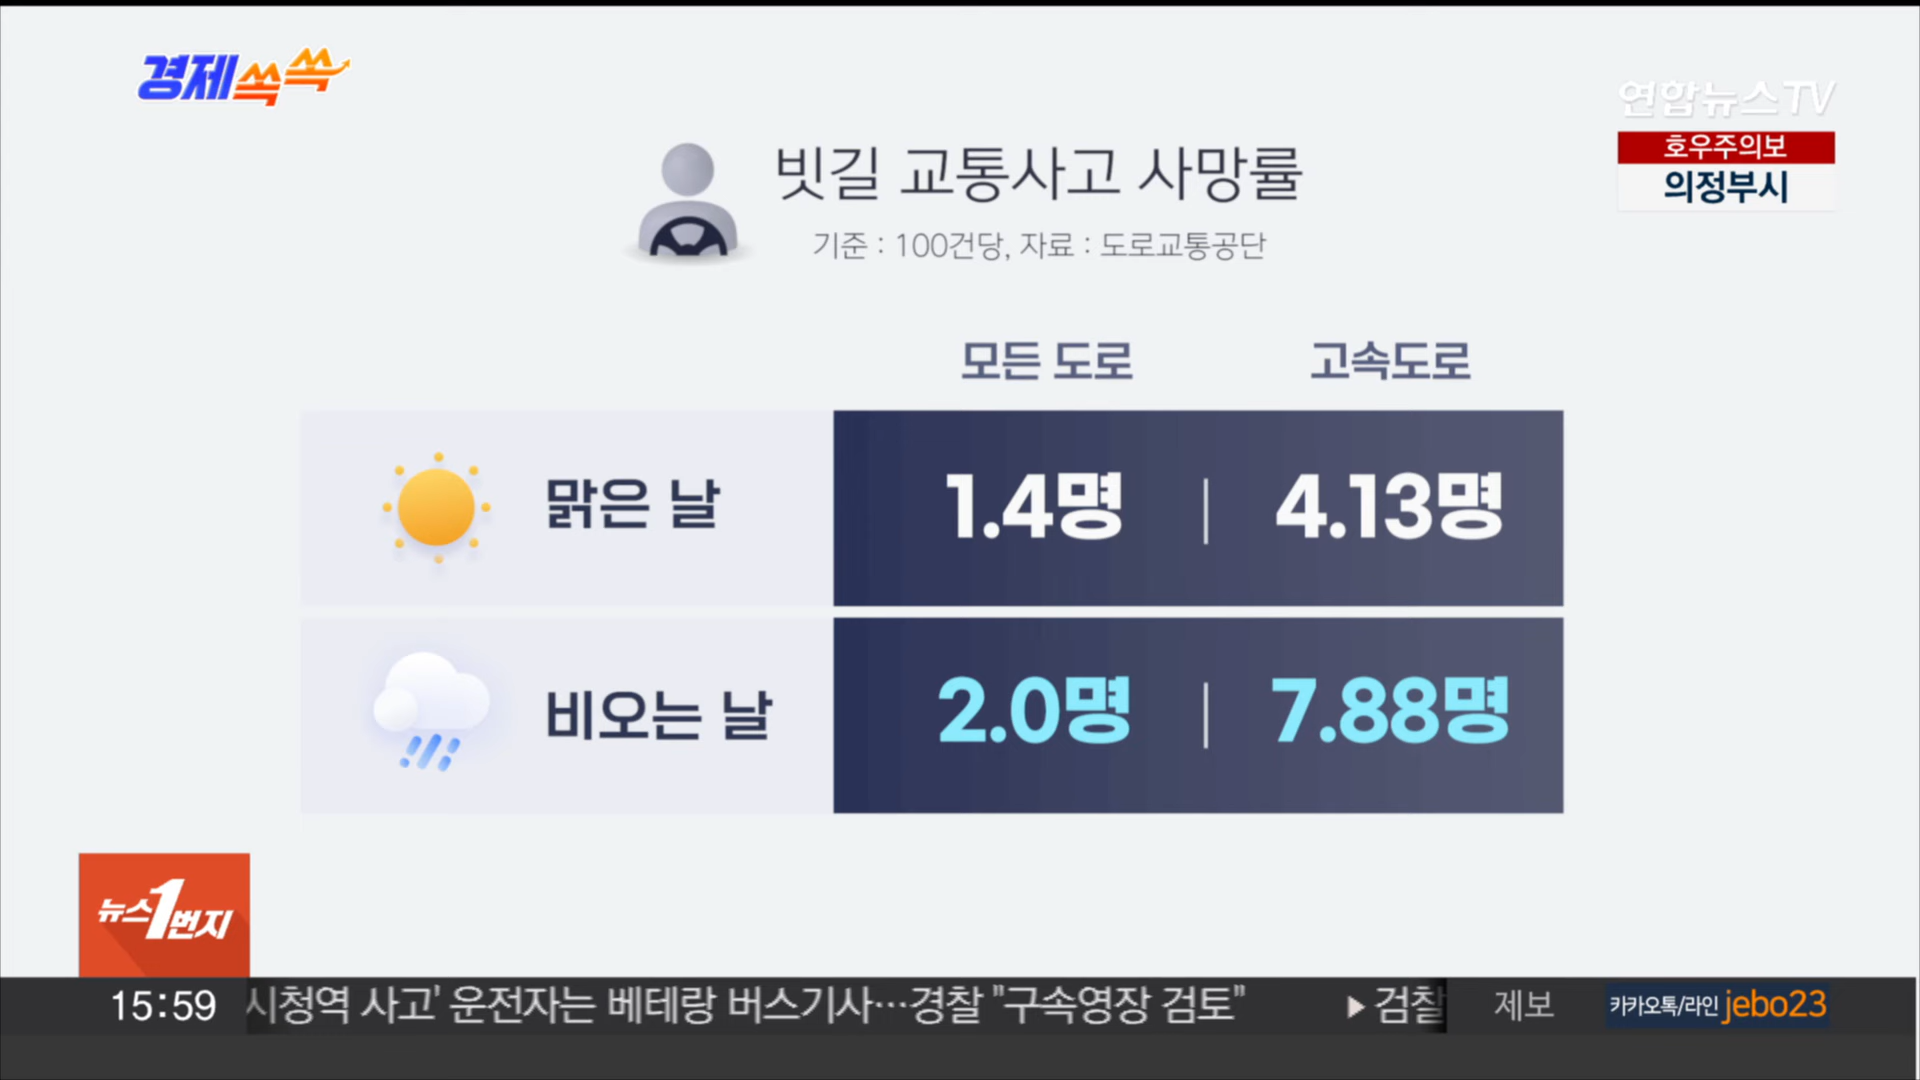 경제쏙쏙
연합뉴스TV
호우주의보
의정부시
빗길 교통사고 사망률
기준 : 100건당, 자료 : 도로교통공단
모든 도로 고속도로
맑은 날 1.4명 | 4.13명
비오는 날 2.0명 | 7.88명
뉴스1번지
15:59 시청역 사고' 운전자는 베테랑 버스기사…경찰 "구속영장 검토" ▶검찰 제보 카카오톡/라인 jebo23